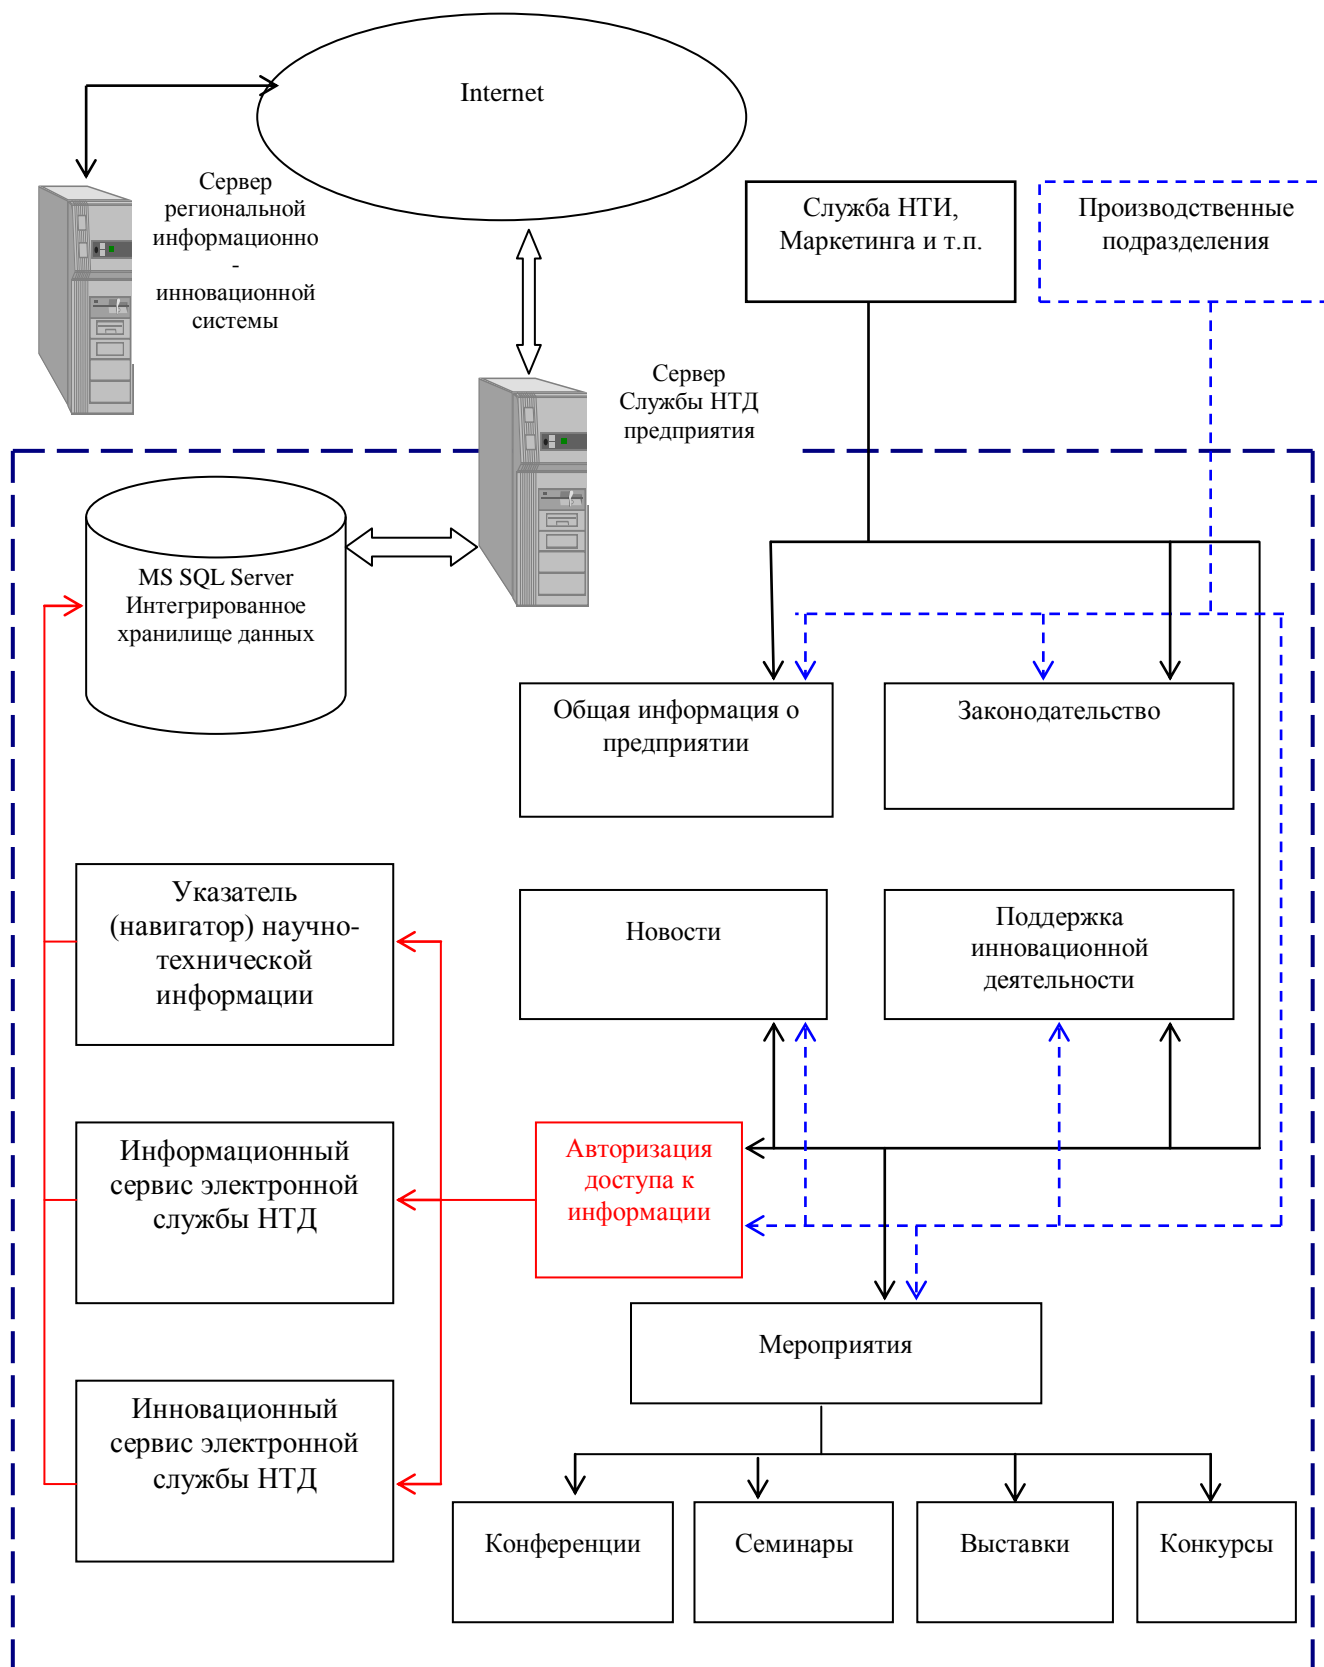 Internet
Сервер
региональной
информационно
-
инновационной
системы
Служба НТИ,
Маркетинга и т.п.
Производственные
подразделения
Сервер
Службы НТД
предприятия
MS SQL Server
Интегрированное
хранилище данных
Общая информация о
предприятии
Законодательство
Указатель
(навигатор) научно-
технической
информации
Новости
Поддержка
инновационной
деятельности
Информационный
сервис электронной
службы НТД
Авторизация
доступа к
информации
Мероприятия
Инновационный
сервис электронной
службы НТД
Конференции
Семинары
Выставки
Конкурсы